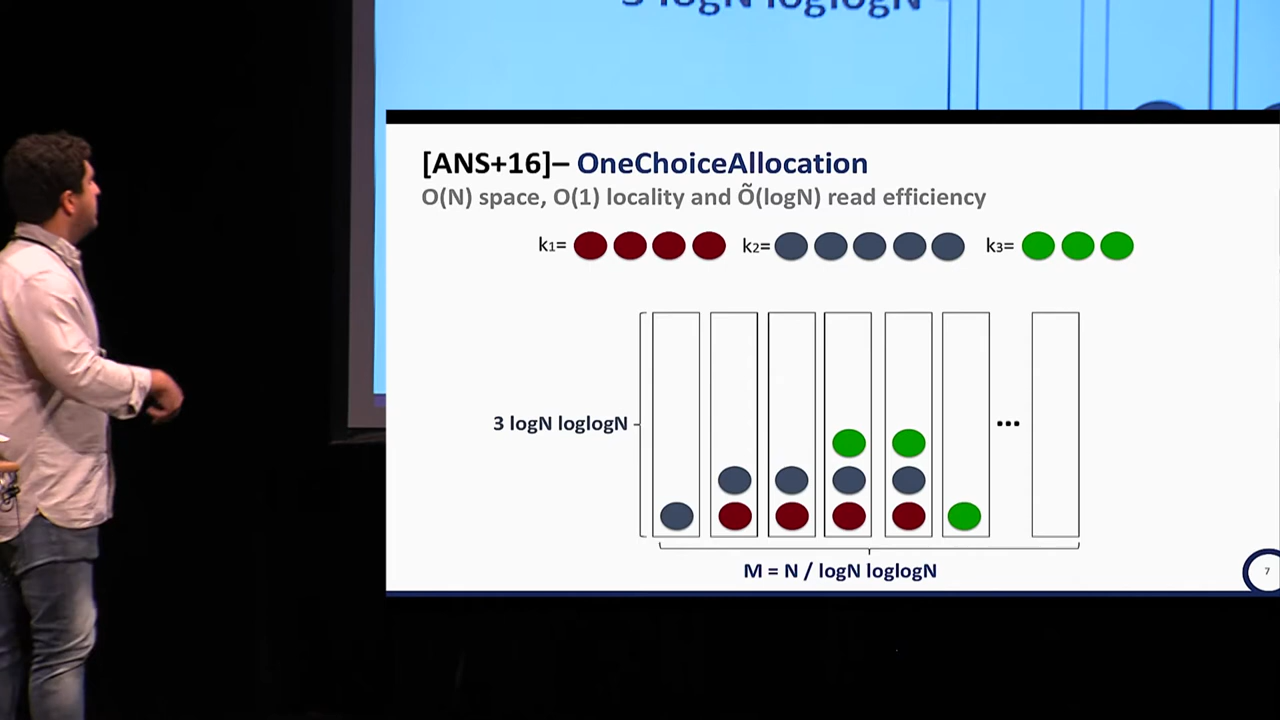 3 logN loglogN
[ANS+16]– OneChoiceAllocation
O(N) space, O(1) locality and Õ(logN) read efficiency
k1= k2= k3=
3 logN loglogN
...
M = N / logN loglogN
7